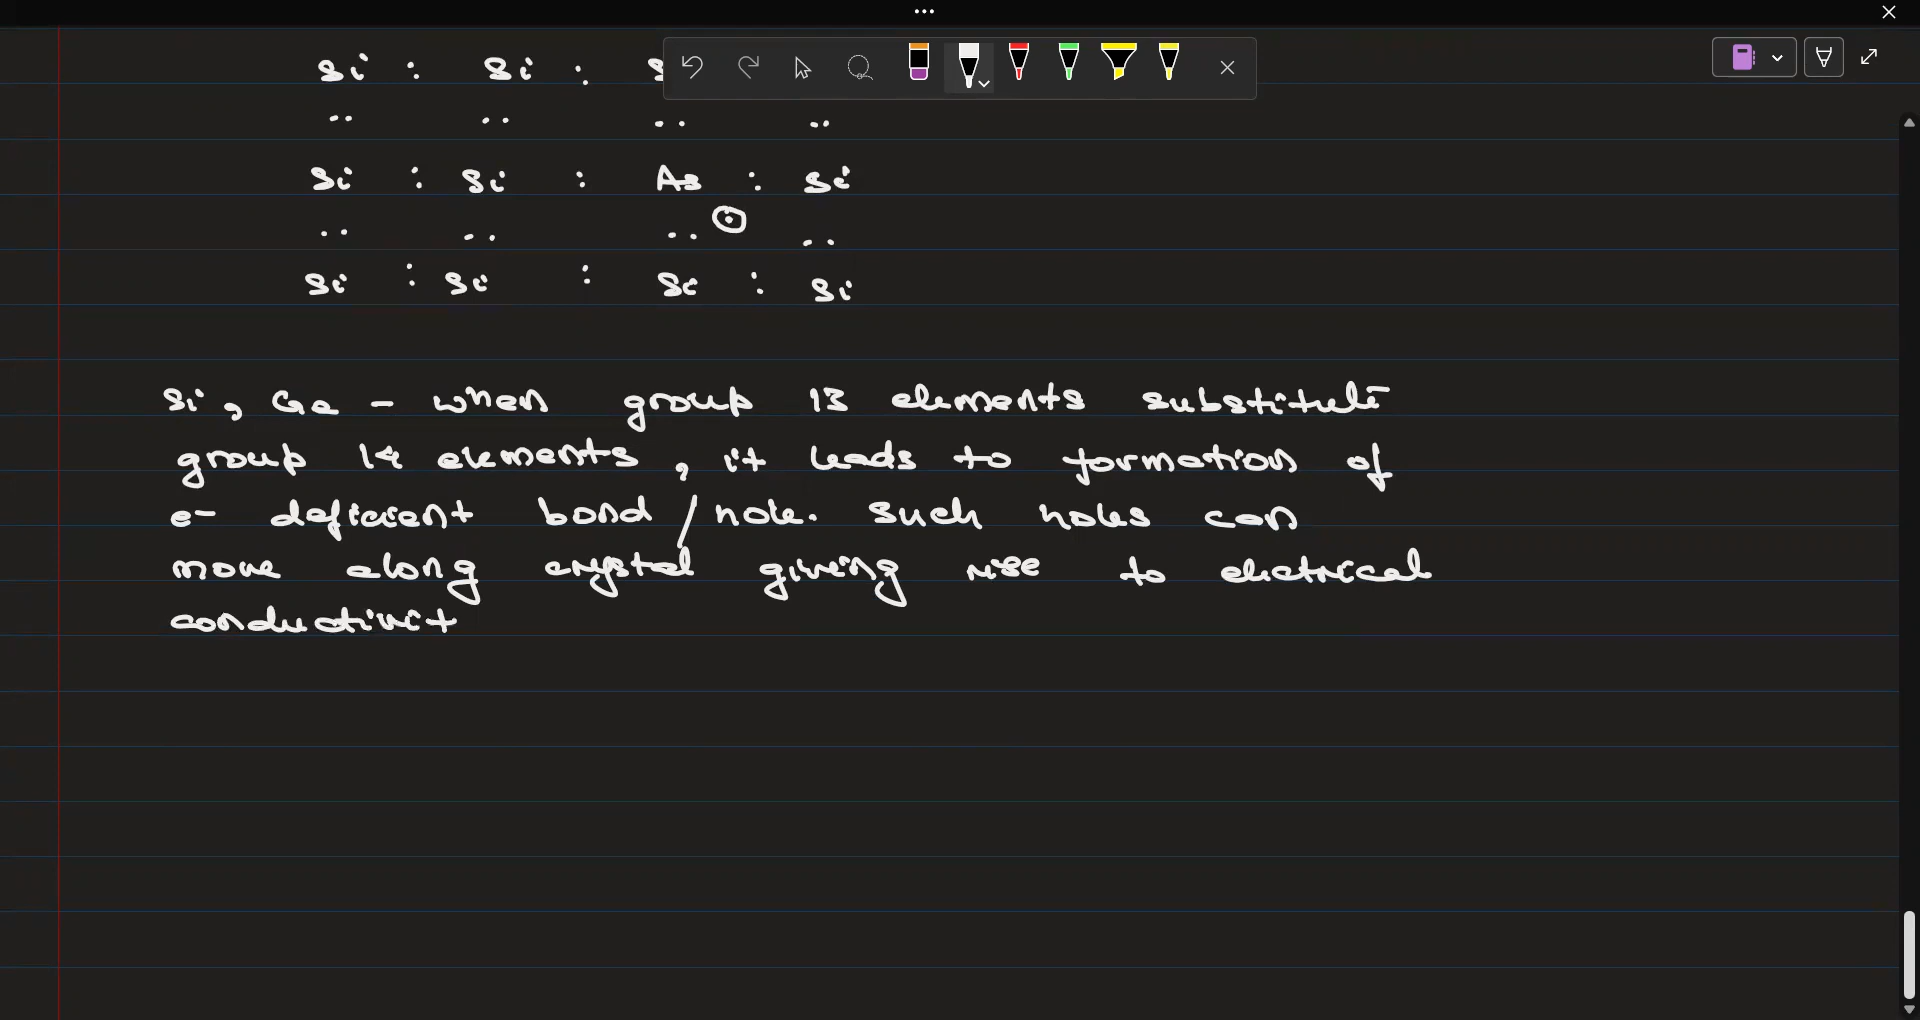 Si : Si :
.. .. .. ..
Si : Si : As : Si
.. .. .. ⊙ ..
Si : Si : Si : Si
Si, Ge - when group 13 elements substitute
group 14 elements, it leads to formation of
e- deficient bond / hole. Such holes can
move along crystal giving rise to electrical
conductivit